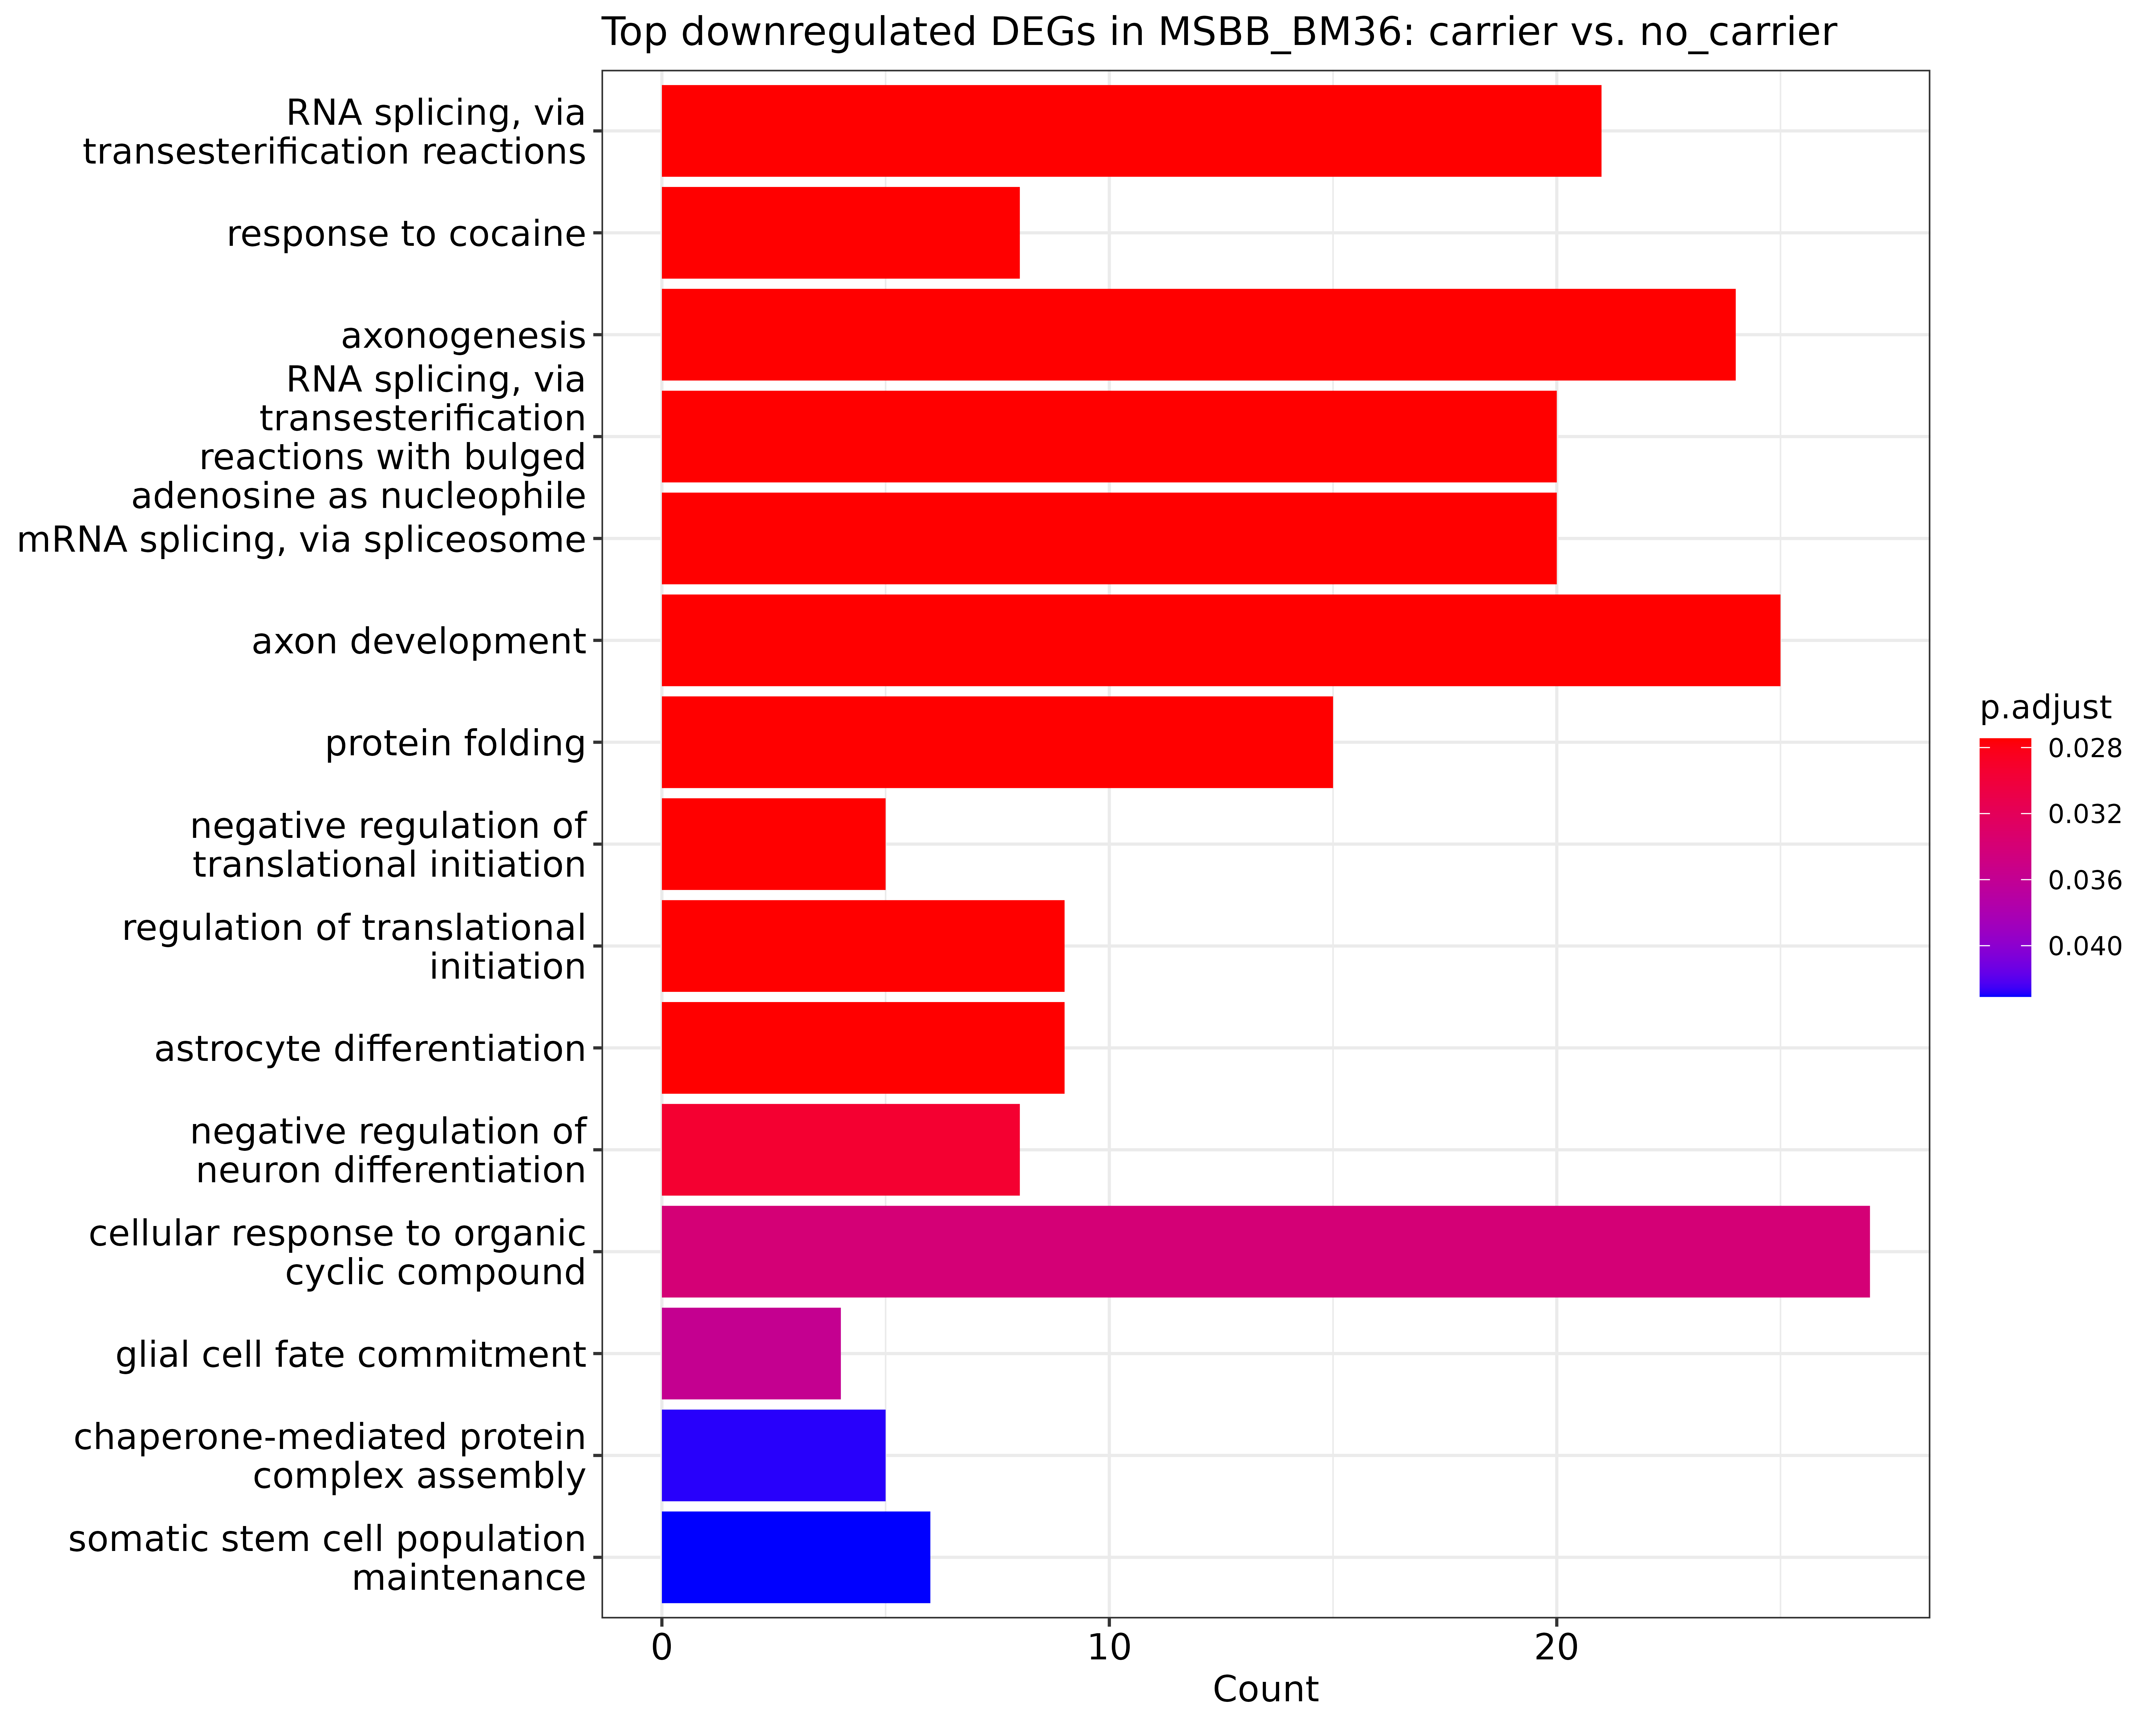 Top downregulated DEGs in MSBB_BM36: carrier vs. no_carrier
RNA splicing, via
transesterification reactions
response to cocaine
axonogenesis
RNA splicing, via
transesterification
reactions with bulged
adenosine as nucleophile
mRNA splicing, via spliceosome
axon development
protein folding
negative regulation of
translational initiation
regulation of translational
initiation
astrocyte differentiation
negative regulation of
neuron differentiation
cellular response to organic
cyclic compound
glial cell fate commitment
chaperone-mediated protein
complex assembly
somatic stem cell population
maintenance
0 10 20
Count
p.adjust
0.028
0.032
0.036
0.040